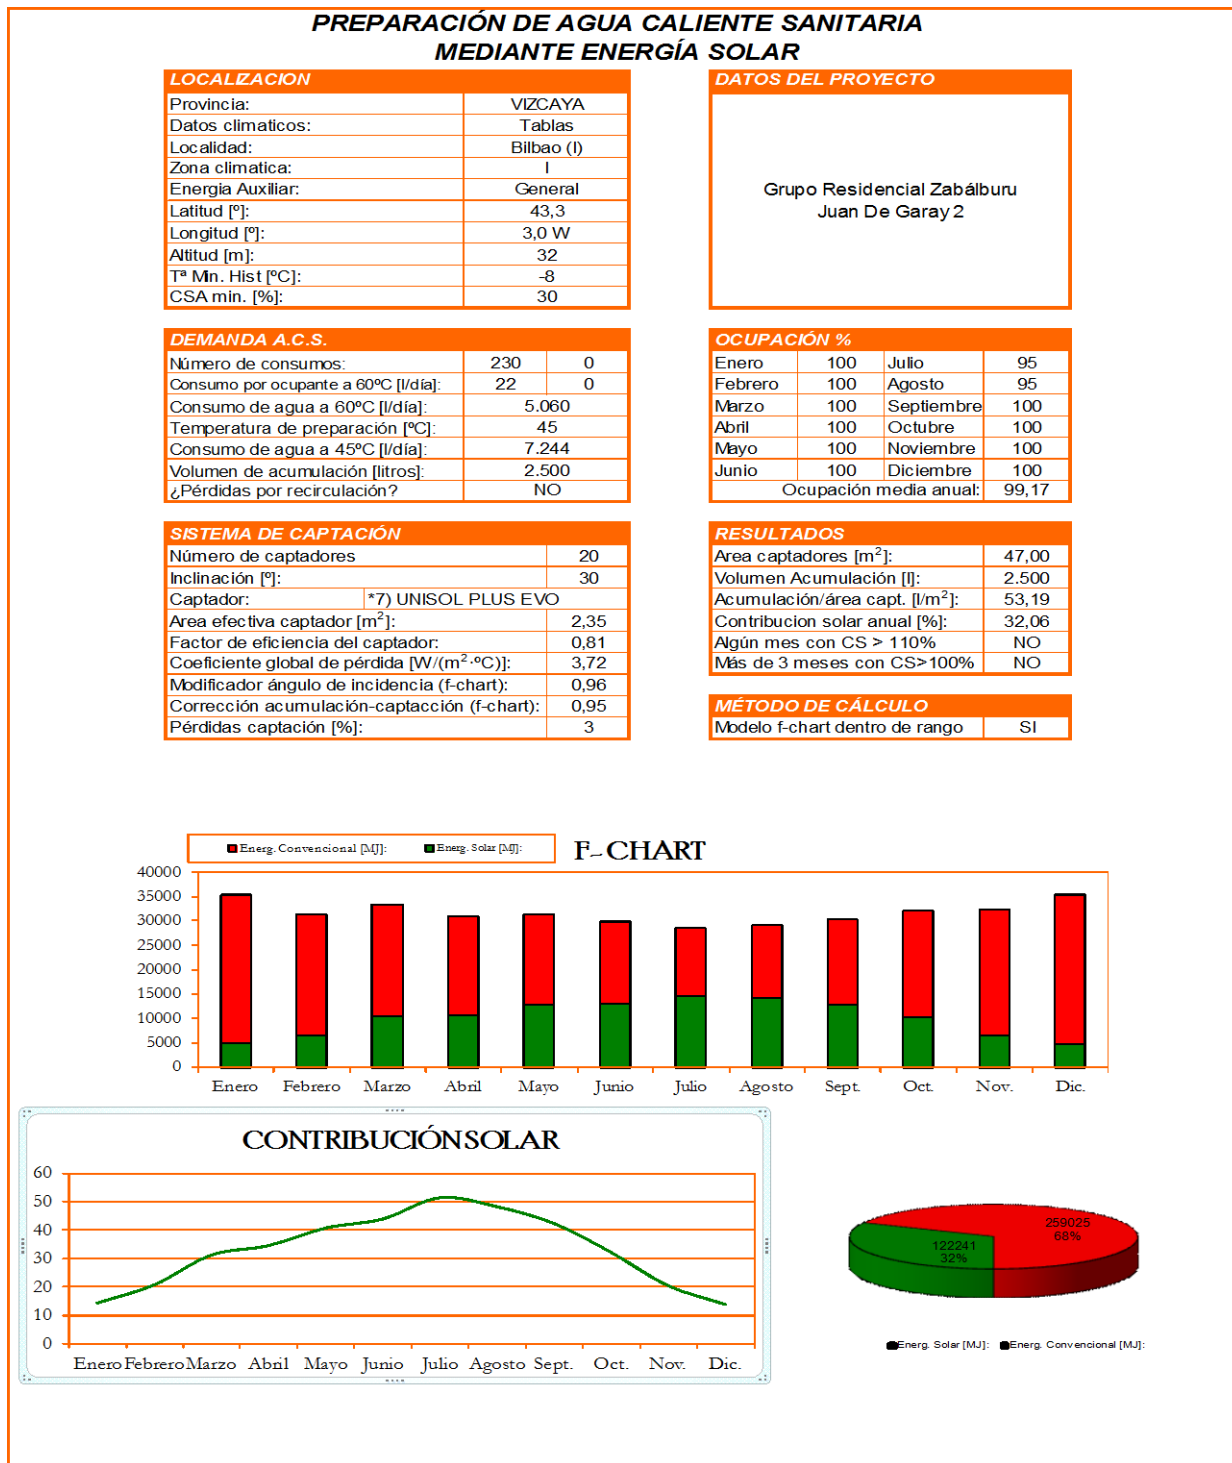 PREPARACIÓN DE AGUA CALIENTE SANITARIA
MEDIANTE ENERGÍA SOLAR
LOCALIZACION
Provincia: VIZCAYA
Datos climaticos: Tablas
Localidad: Bilbao (I)
Zona climatica: I
Energia Auxiliar: General
Latitud [º]: 43,3
Longitud [º]: 3,0 W
Altitud [m]: 32
Tª Min. Hist [ºC]: -8
CSA min. [%]: 30
DATOS DEL PROYECTO
Grupo Residencial Zabálburu
Juan De Garay 2
DEMANDA A.C.S.
Número de consumos: 230 0
Consumo por ocupante a 60ºC [l/día]: 22 0
Consumo de agua a 60ºC [l/día]: 5.060
Temperatura de preparación [ºC]: 45
Consumo de agua a 45ºC [l/día]: 7.244
Volumen de acumulación [litros]: 2.500
¿Pérdidas por recirculación? NO
OCUPACIÓN %
Enero 100 Julio 95
Febrero 100 Agosto 95
Marzo 100 Septiembre 100
Abril 100 Octubre 100
Mayo 100 Noviembre 100
Junio 100 Diciembre 100
Ocupación media anual: 99,17
SISTEMA DE CAPTACIÓN
Número de captadores 20
Inclinación [º]: 30
Captador: *7) UNISOL PLUS EVO
Area efectiva captador [m²]: 2,35
Factor de eficiencia del captador: 0,81
Coeficiente global de pérdida [W/(m²·ºC)]: 3,72
Modificador ángulo de incidencia (f-chart): 0,96
Corrección acumulación-captacción (f-chart): 0,95
Pérdidas captación [%]: 3
RESULTADOS
Area captadores [m²]: 47,00
Volumen Acumulación [l]: 2.500
Acumulación/área capt. [l/m²]: 53,19
Contribucion solar anual [%]: 32,06
Algún mes con CS > 110% NO
Más de 3 meses con CS>100% NO
MÉTODO DE CÁLCULO
Modelo f-chart dentro de rango SI
Energ. Convencional [MJ]: Energ. Solar [MJ]:
F- CHART
40000
35000
30000
25000
20000
15000
10000
5000
0
Enero Febrero Marzo Abril Mayo Junio Julio Agosto Sept. Oct. Nov. Dic.
CONTRIBUCIÓN SOLAR
60
50
40
30
20
10
0
Enero Febrero Marzo Abril Mayo Junio Julio Agosto Sept. Oct. Nov. Dic.
259025
68%
122241
32%
Energ. Solar [MJ]: Energ. Convencional [MJ]: